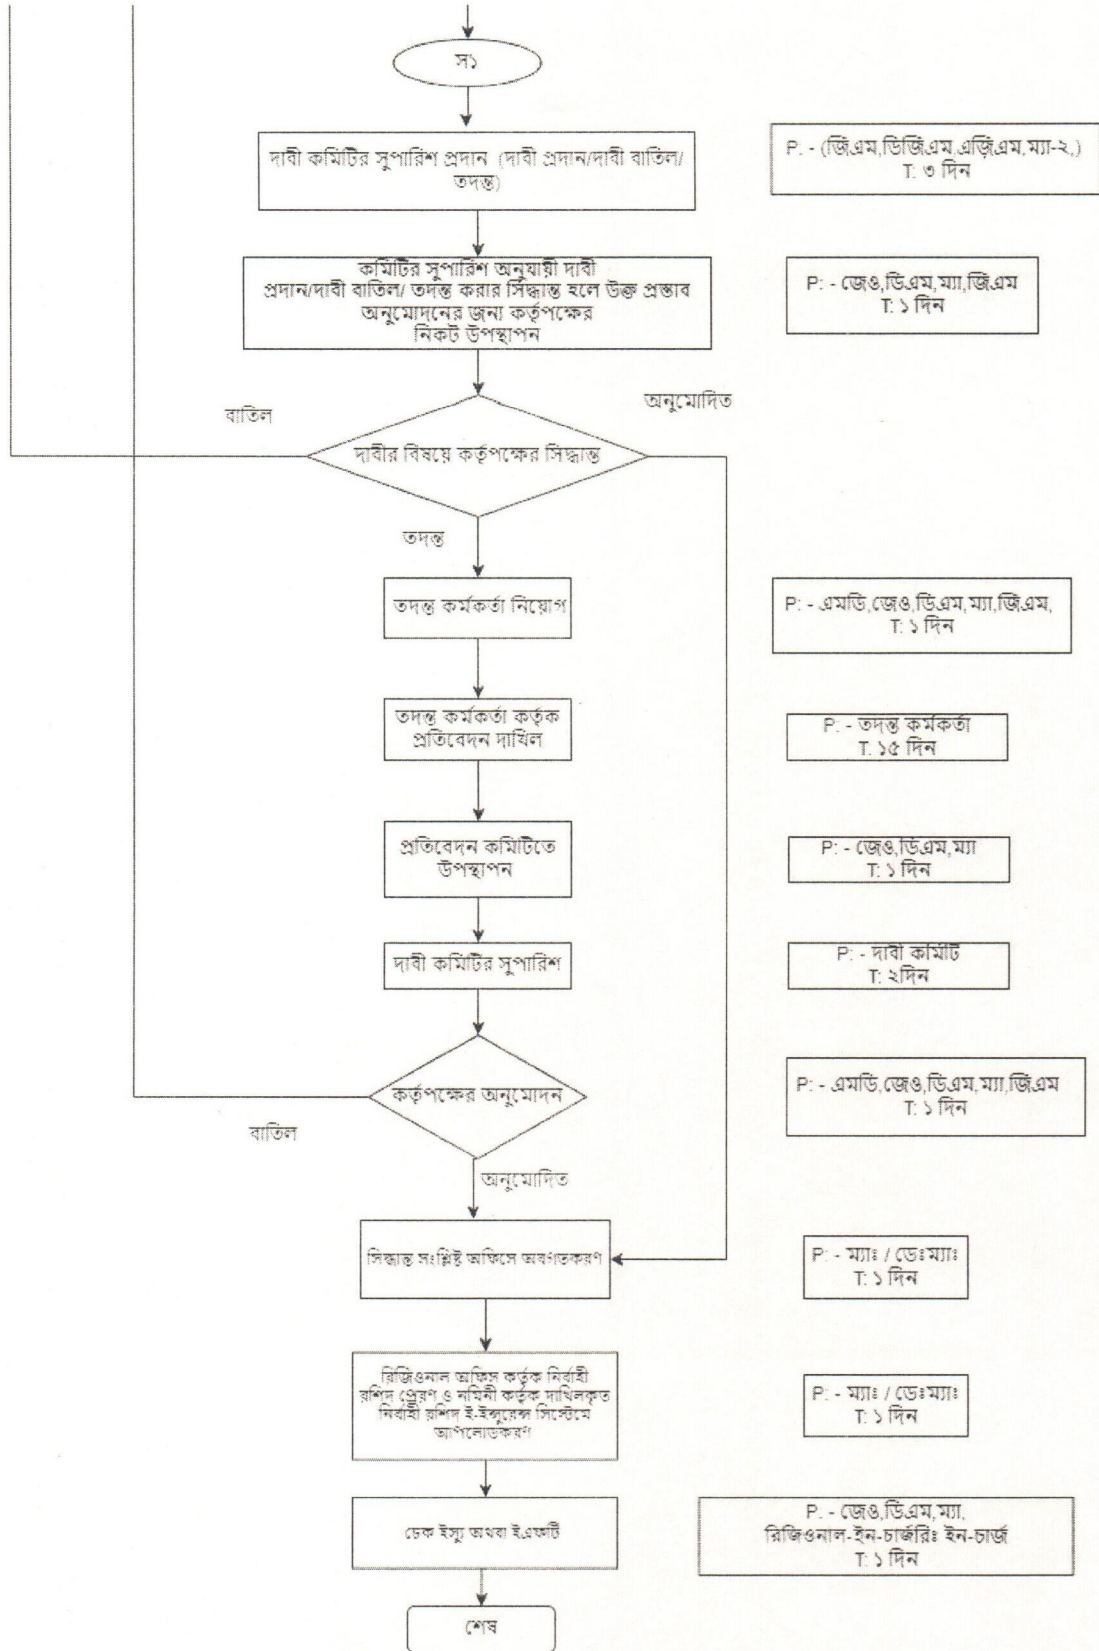 স১
দাবী কমিটির সুপারিশ প্রদান (দাবী প্রদান/দাবী বাতিল/
তদন্ত)
P: - (জিএম,ডিজিএম,এজিএম,ম্যা-২,)
T: ৩ দিন
কমিটির সুপারিশ অনুযায়ী দাবী
প্রদান/দাবী বাতিল/ তদন্ত করার সিদ্ধান্ত হলে উক্ত প্রস্তাব
অনুমোদনের জন্য কর্তৃপক্ষের
নিকট উপস্থাপন
P: - জেও,ডিএম,ম্যা,জিএম
T: ১ দিন
বাতিল
অনুমোদিত
দাবীর বিষয়ে কর্তৃপক্ষের সিদ্ধান্ত
তদন্ত
তদন্ত কর্মকর্তা নিয়োগ
P: - এমডি,জেও,ডিএম,ম্যা,জিএম,
T: ১ দিন
তদন্ত কর্মকর্তা কর্তৃক
প্রতিবেদন দাখিল
P: - তদন্ত কর্মকর্তা
T: ১৫ দিন
প্রতিবেদন কমিটিতে
উপস্থাপন
P: - জেও,ডিএম,ম্যা
T: ১ দিন
দাবী কমিটির সুপারিশ
P: - দাবী কমিটি
T: ২দিন
কর্তৃপক্ষের অনুমোদন
P: - এমডি,জেও,ডিএম,ম্যা,জিএম
T: ১ দিন
বাতিল
অনুমোদিত
সিদ্ধান্ত সংশ্লিষ্ট অফিসে অবগতকরণ
P: - ম্যাঃ / ডেঃম্যাঃ
T: ১ দিন
রিজিওনাল অফিস কর্তৃক নির্বাহী
রশিদ প্রেরণ ও নমিনী কর্তৃক দাখিলকৃত
নির্বাহী রশিদ ই-ইন্সুরেন্স সিস্টেমে
আপলোডকরণ
P: - ম্যাঃ / ডেঃম্যাঃ
T: ১ দিন
চেক ইস্যু অথবা ইএফটি
P: - জেও,ডিএম,ম্যা,
রিজিওনাল-ইন-চার্জরিঃ ইন-চার্জ
T: ১ দিন
শেষ